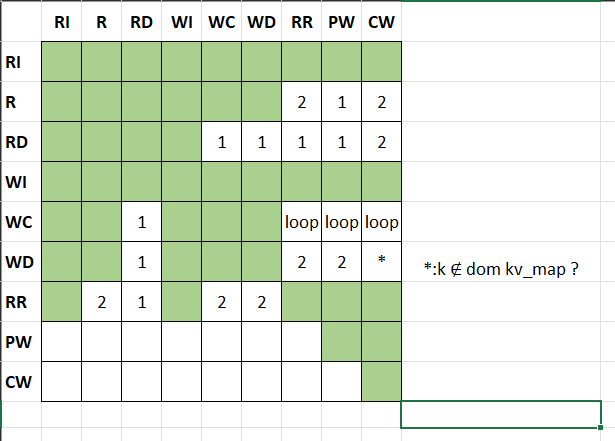 RI R RD WI WC WD RR PW CW
RI
R 2 1 2
RD 1 1 1 1 2
WI
WC 1 loop loop loop
WD 1 2 2 *
*:k ∉ dom kv_map ?
RR 2 1 2 2
PW
CW